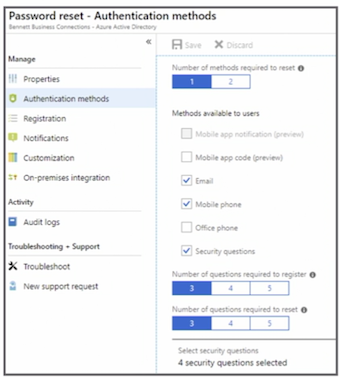 Password reset - Authentication methods
Bennett Business Connections - Azure Active Directory
«
Manage
Properties
Authentication methods
Registration
Notifications
Customization
On-premises integration
Activity
Audit logs
Troubleshooting + Support
Troubleshoot
New support request
Save Discard
Number of methods required to reset
1 2
Methods available to users
Mobile app notification (preview)
Mobile app code (preview)
Email
Mobile phone
Office phone
Security questions
Number of questions required to register
3 4 5
Number of questions required to reset
3 4 5
Select security questions
4 security questions selected